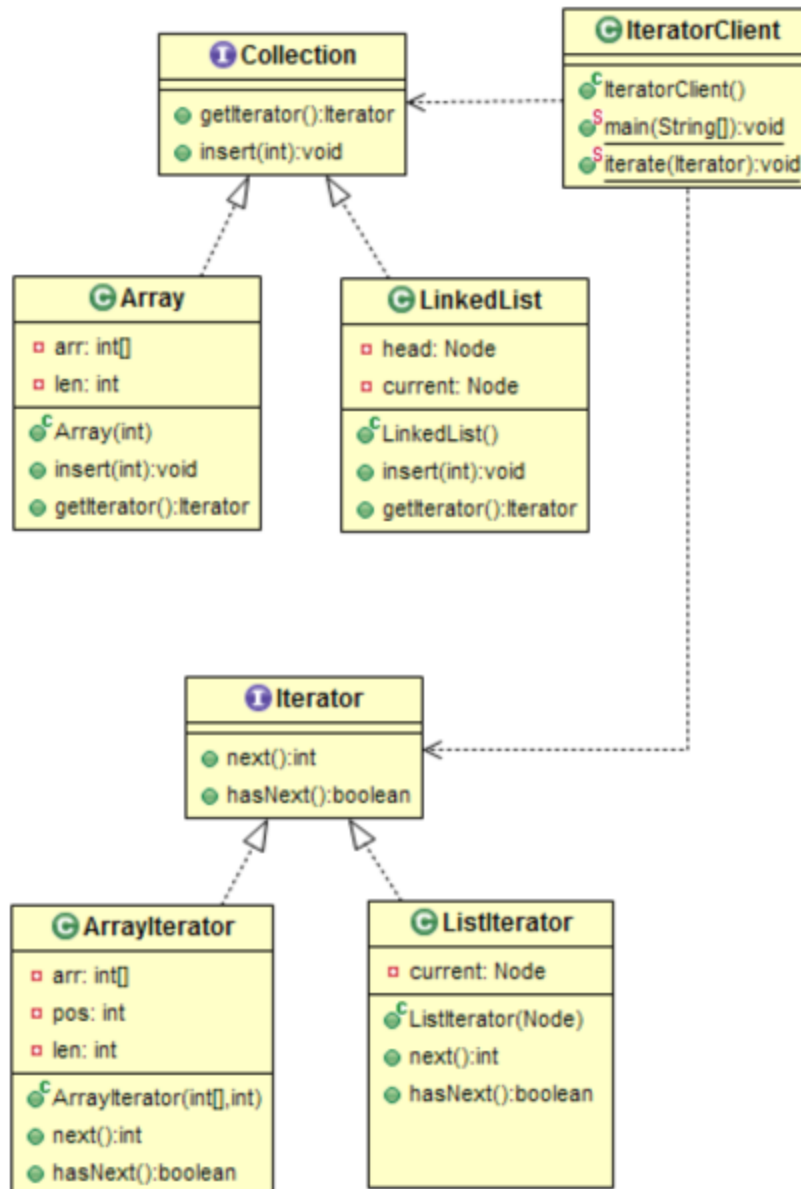 Collection
getIterator():Iterator
insert(int):void
IteratorClient
IteratorClient()
main(String[]):void
iterate(Iterator):void
Array
arr: int[]
len: int
Array(int)
insert(int):void
getIterator():Iterator
LinkedList
head: Node
current: Node
LinkedList()
insert(int):void
getIterator():Iterator
Iterator
next():int
hasNext():boolean
ArrayIterator
arr: int[]
pos: int
len: int
ArrayIterator(int[],int)
next():int
hasNext():boolean
ListIterator
current: Node
ListIterator(Node)
next():int
hasNext():boolean